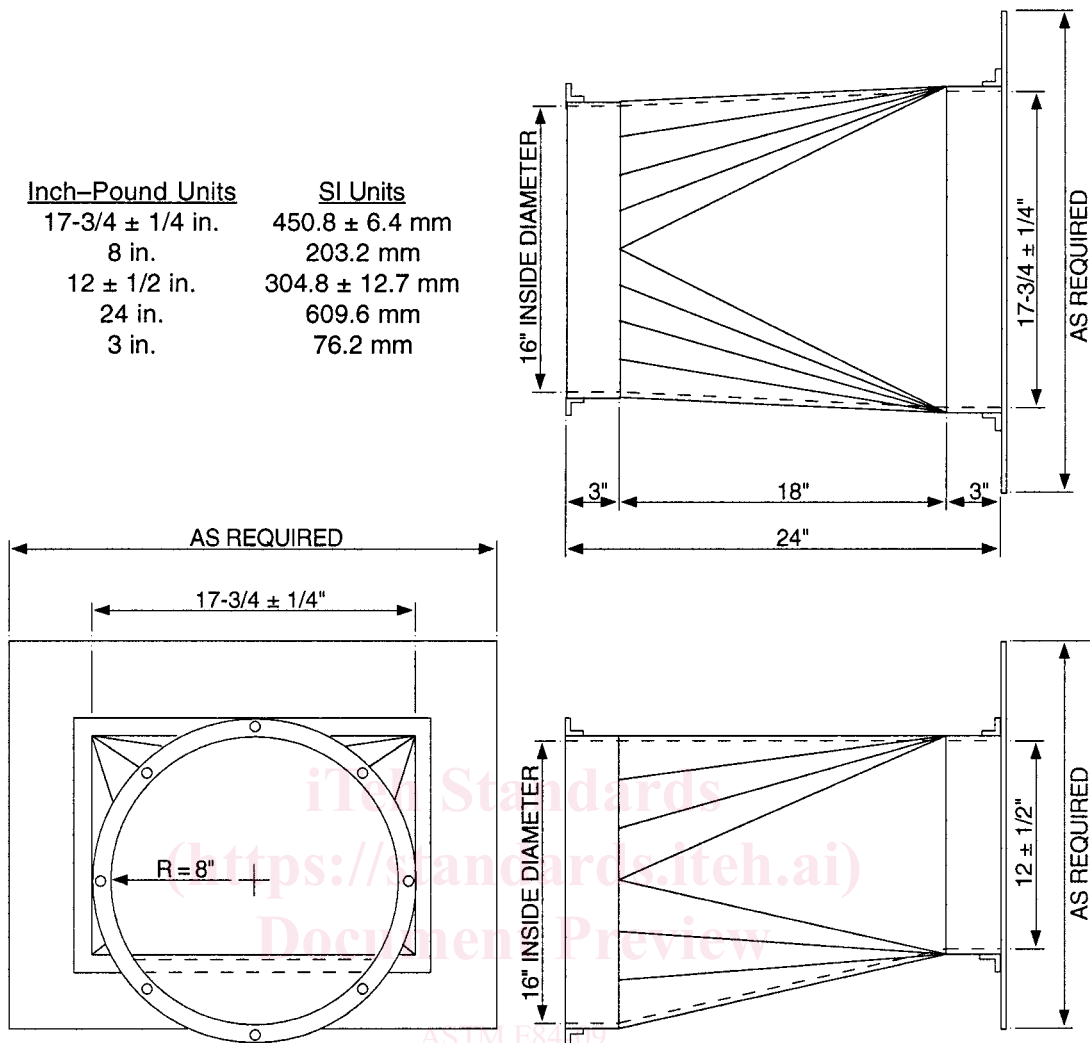 Inch–Pound Units SI Units
17-3/4 ± 1/4 in. 450.8 ± 6.4 mm
8 in. 203.2 mm
12 ± 1/2 in. 304.8 ± 12.7 mm
24 in. 609.6 mm
3 in. 76.2 mm
16" INSIDE DIAMETER
17-3/4 ± 1/4"
AS REQUIRED
3" 18" 3"
24"
AS REQUIRED
17-3/4 ± 1/4"
R = 8"
16" INSIDE DIAMETER
12 ± 1/2"
AS REQUIRED
iTeh Standards
(https://standards.iteh.ai)
Document Preview
ASTM E84-09